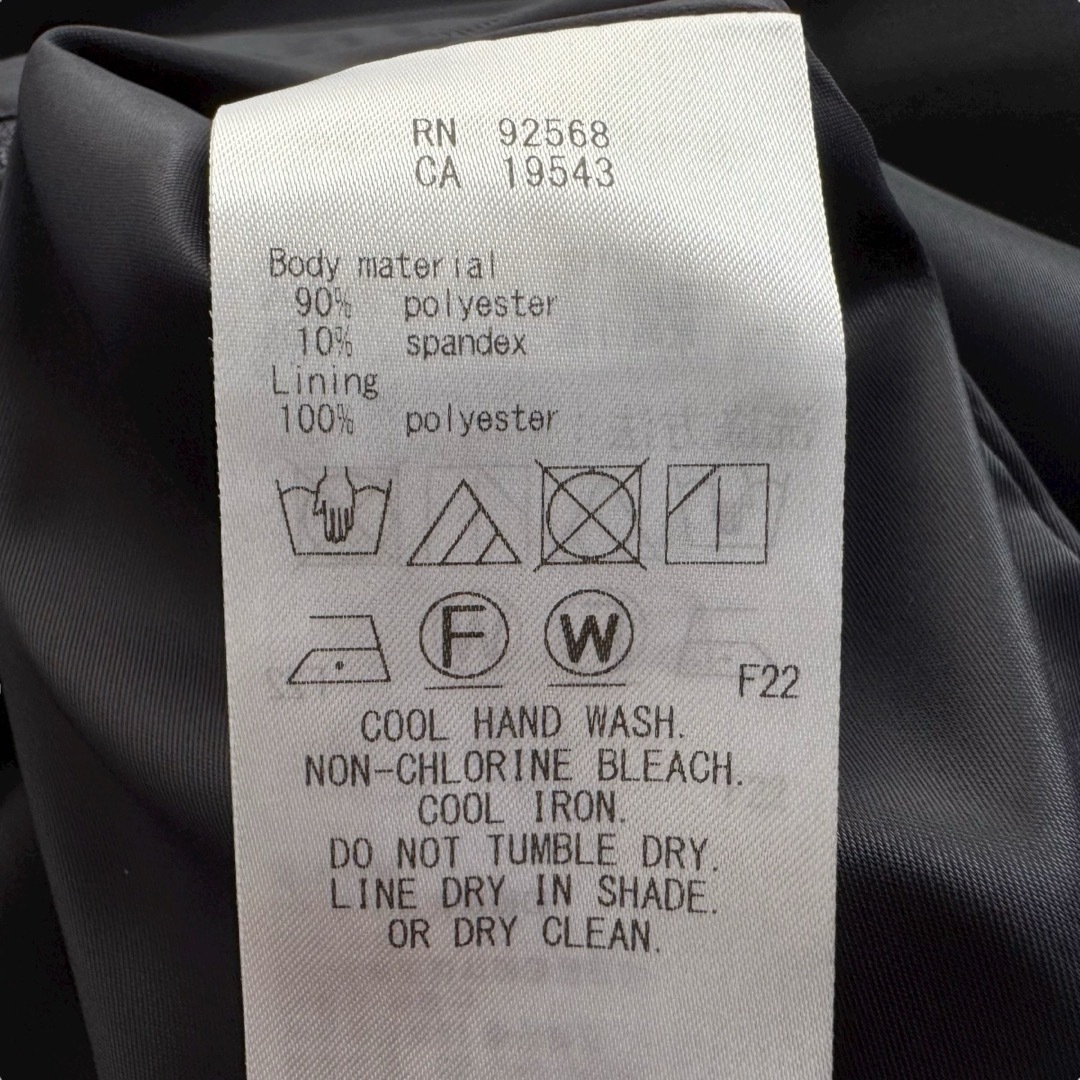 RN 92568
CA 19543
Body material
90% polyester
10% spandex
Lining
100% polyester
F W
F22
COOL HAND WASH.
NON-CHLORINE BLEACH.
COOL IRON.
DO NOT TUMBLE DRY.
LINE DRY IN SHADE.
OR DRY CLEAN.